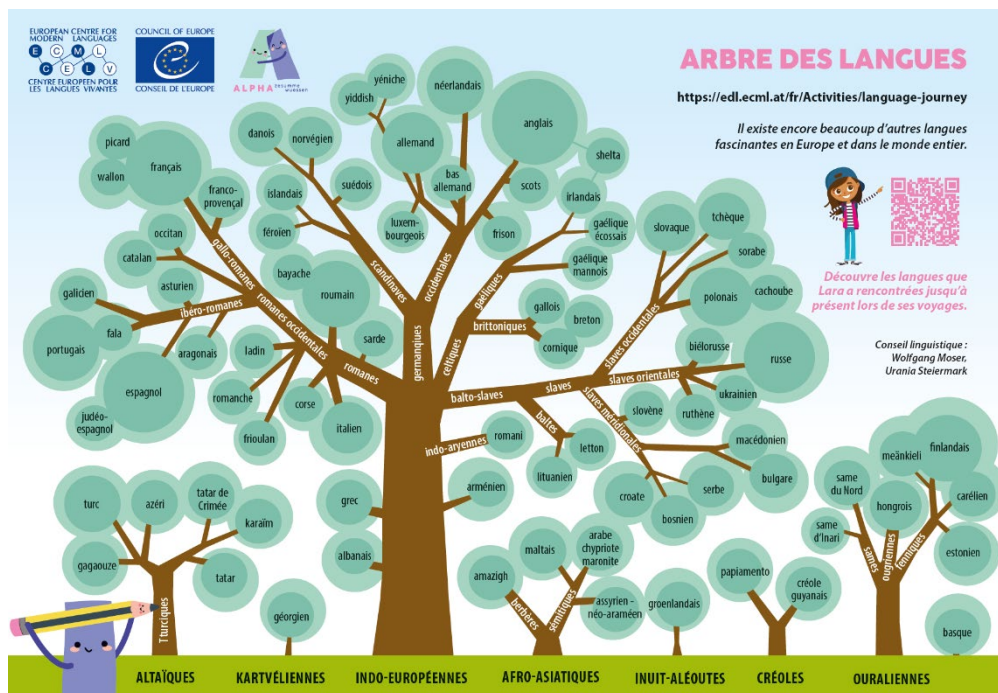 EUROPEAN CENTRE FOR
MODERN LANGUAGES
E C M L
C E L V
CENTRE EUROPÉEN POUR
LES LANGUES VIVANTES
COUNCIL OF EUROPE
CONSEIL DE L'EUROPE
ALPHA
ARBRE DES LANGUES
https://edl.ecml.at/fr/Activities/language-journey
Il existe encore beaucoup d'autres langues
fascinantes en Europe et dans le monde entier.
Découvre les langues que
Lara a rencontrées jusqu'à
présent lors de ses voyages.
Conseil linguistique :
Wolfgang Moser,
Urania Steiermark
picard
wallon
français
franco-
provençal
occitan
catalan
gallo-romanes
galicien
asturien
fala
portugais
aragonais
espagnol
judéo-
espagnol
ibéro-romanes
romanes occidentales
romanes
bayache
roumain
sarde
ladin
romanche
frioulan
corse
italien
danois
norvégien
islandais
suédois
féroïen
scandinaves
yéniche
yiddish
allemand
néerlandais
bas
allemand
luxem-
bourgeois
anglais
scots
frison
occidentales
germanqiues
shelta
irlandais
gaélique
écossais
gaélique
mannois
gaéliques
gallois
breton
cornique
brittoniques
celtiques
slovaque
tchèque
sorabe
polonais
cachoube
slaves occidentales
balto-slaves
slaves
slaves orientales
biélorusse
russe
ukrainien
ruthène
slaves méridionales
slovène
macédonien
bulgare
serbe
bosnien
croate
baltes
letton
lituanien
indo-aryennes
romani
grec
arménien
albanais
turc
azéri
tatar de
Crimée
karaïm
gagaouze
tatar
géorgien
amazigh
maltais
arabe
chypriote
maronite
assyrien -
néo-araméen
berbères
sémitiques
groenlandais
papiamento
créole
guyanais
same
du Nord
same
d'Inari
hongrois
meänkieli
finlandais
carélien
estonien
sames
ougriennes
fenniques
basque
ALTAÏQUES
KARTVÉLIENNES
INDO-EUROPÉENNES
AFRO-ASIATIQUES
INUIT-ALÉOUTES
CRÉOLES
OURALIENNES